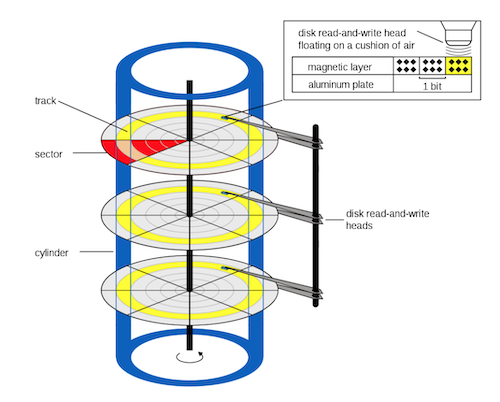 disk read-and-write head
floating on a cushion of air
magnetic layer
aluminum plate
1 bit
track
sector
disk read-and-write
heads
cylinder